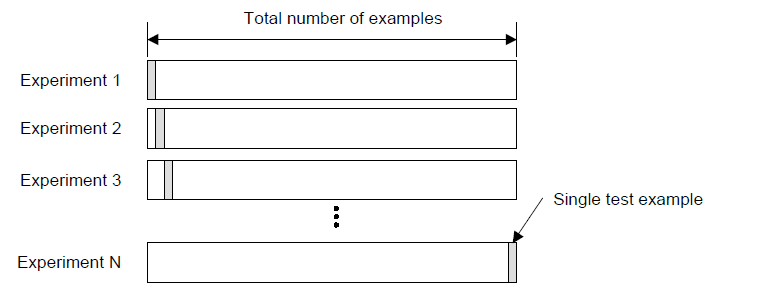 Total number of examples
Experiment 1
Experiment 2
Experiment 3
Single test example
Experiment N